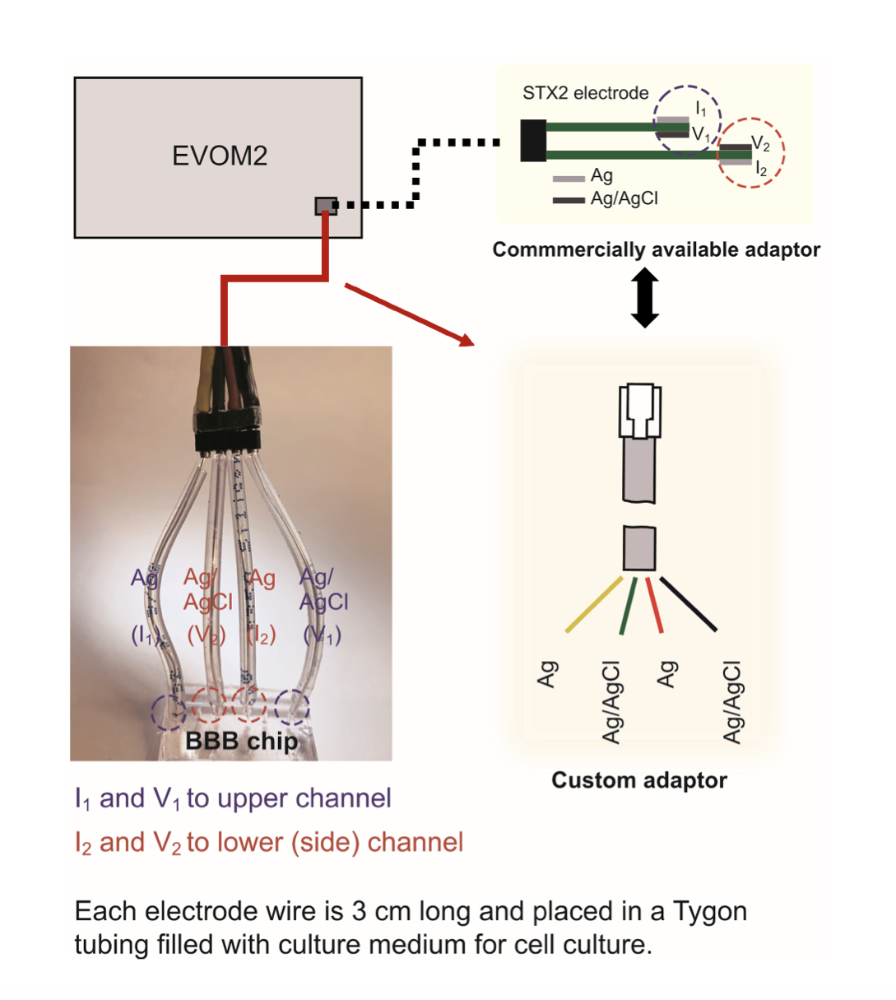 EVOM2
STX2 electrode
I₁
V₁
V₂
I₂
Ag
Ag/AgCl
Commmercially available adaptor
Ag
(I₁)
Ag/
AgCl
(V₂)
Ag
(I₂)
Ag/
AgCl
(V₁)
BBB chip
Ag
Ag/AgCl
Ag
Ag/AgCl
Custom adaptor
I₁ and V₁ to upper channel
I₂ and V₂ to lower (side) channel
Each electrode wire is 3 cm long and placed in a Tygon
tubing filled with culture medium for cell culture.